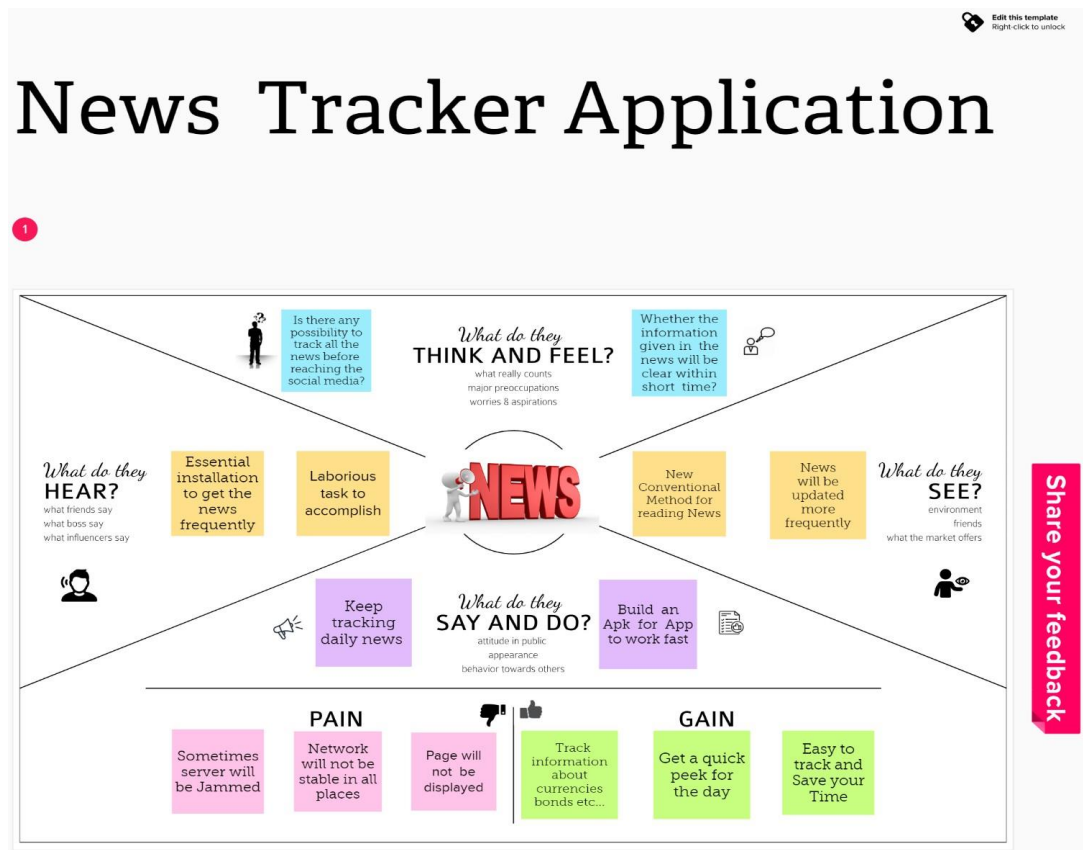 Edit this template
Right-click to unlock
News Tracker Application
1
Is there any
possibility to
track all the
news before
reaching the
social media?
What do they
THINK AND FEEL?
what really counts
major preoccupations
worries & aspirations
Whether the
information
given in the
news will be
clear within
short time?
What do they
HEAR?
what friends say
what boss say
what influencers say
Essential
installation
to get the
news
frequently
Laborious
task to
accomplish
NEWS
New
Conventional
Method for
reading News
News
will be
updated
more
frequently
What do they
SEE?
environment
friends
what the market offers
Share your feedback
Keep
tracking
daily news
What do they
SAY AND DO?
attitude in public
appearance
behavior towards others
Build an
Apk for App
to work fast
PAIN
Sometimes
server will
be Jammed
Network
will not be
stable in all
places
Page will
not be
displayed
GAIN
Track
information
about
currencies
bonds etc...
Get a quick
peek for
the day
Easy to
track and
Save your
Time